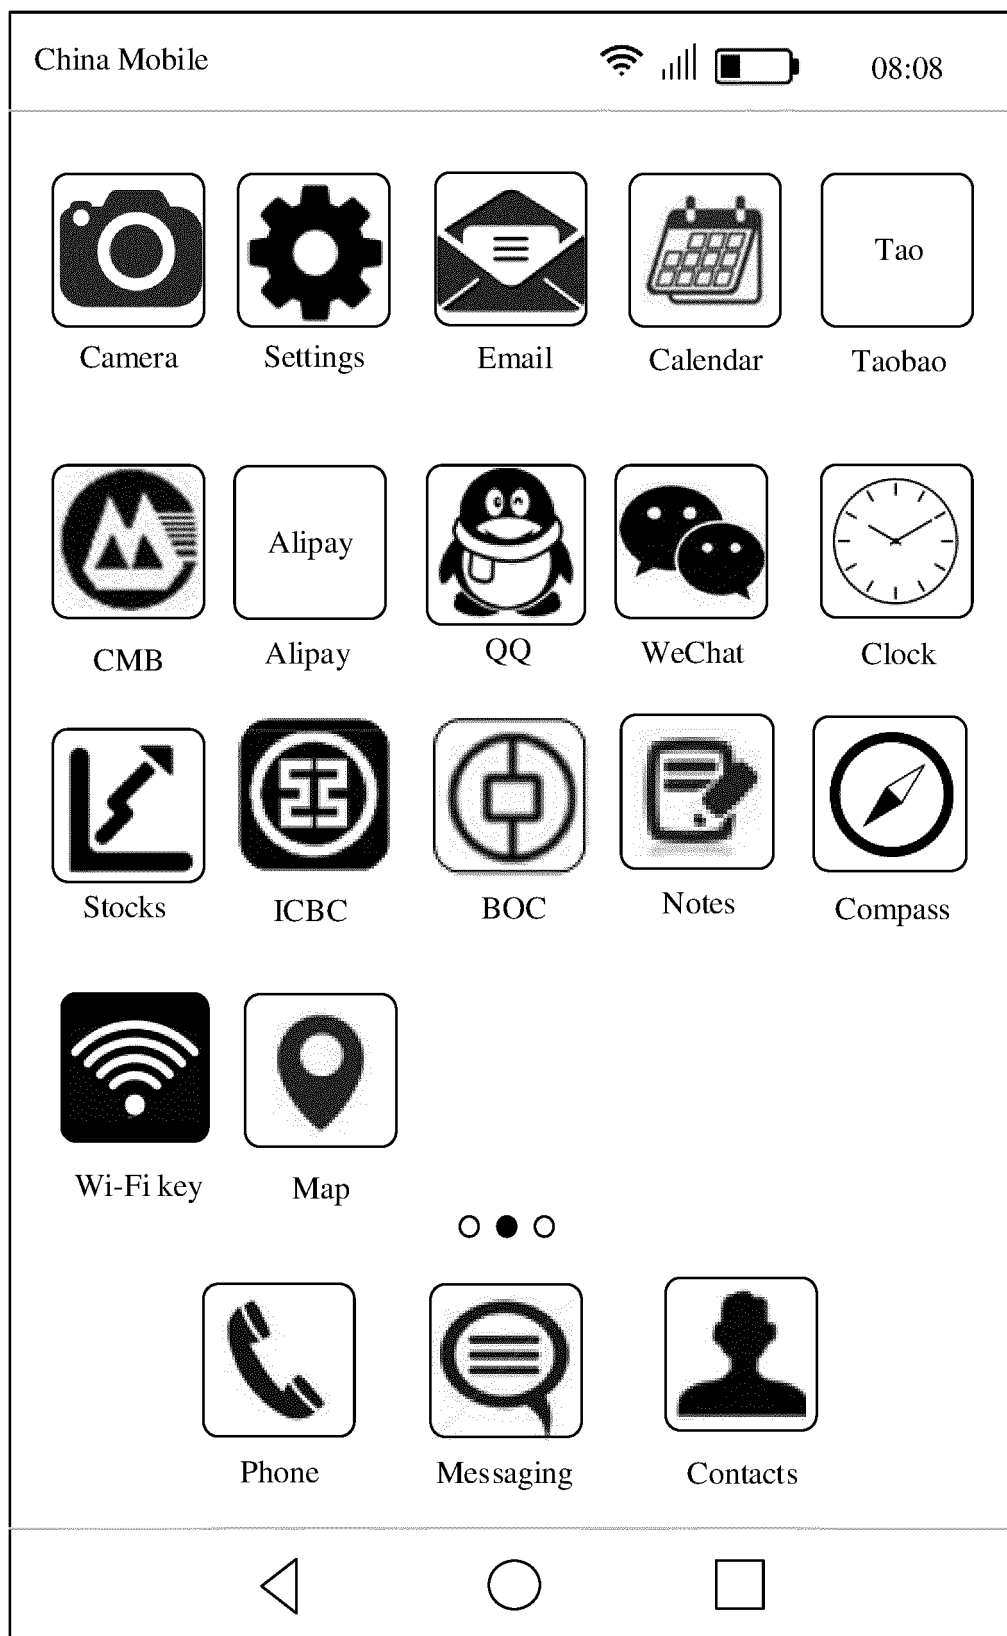 China Mobile 08:08
Tao
Camera Settings Email Calendar Taobao
Alipay
CMB Alipay QQ WeChat Clock
Stocks ICBC BOC Notes Compass
Wi-Fi key Map
Phone Messaging Contacts